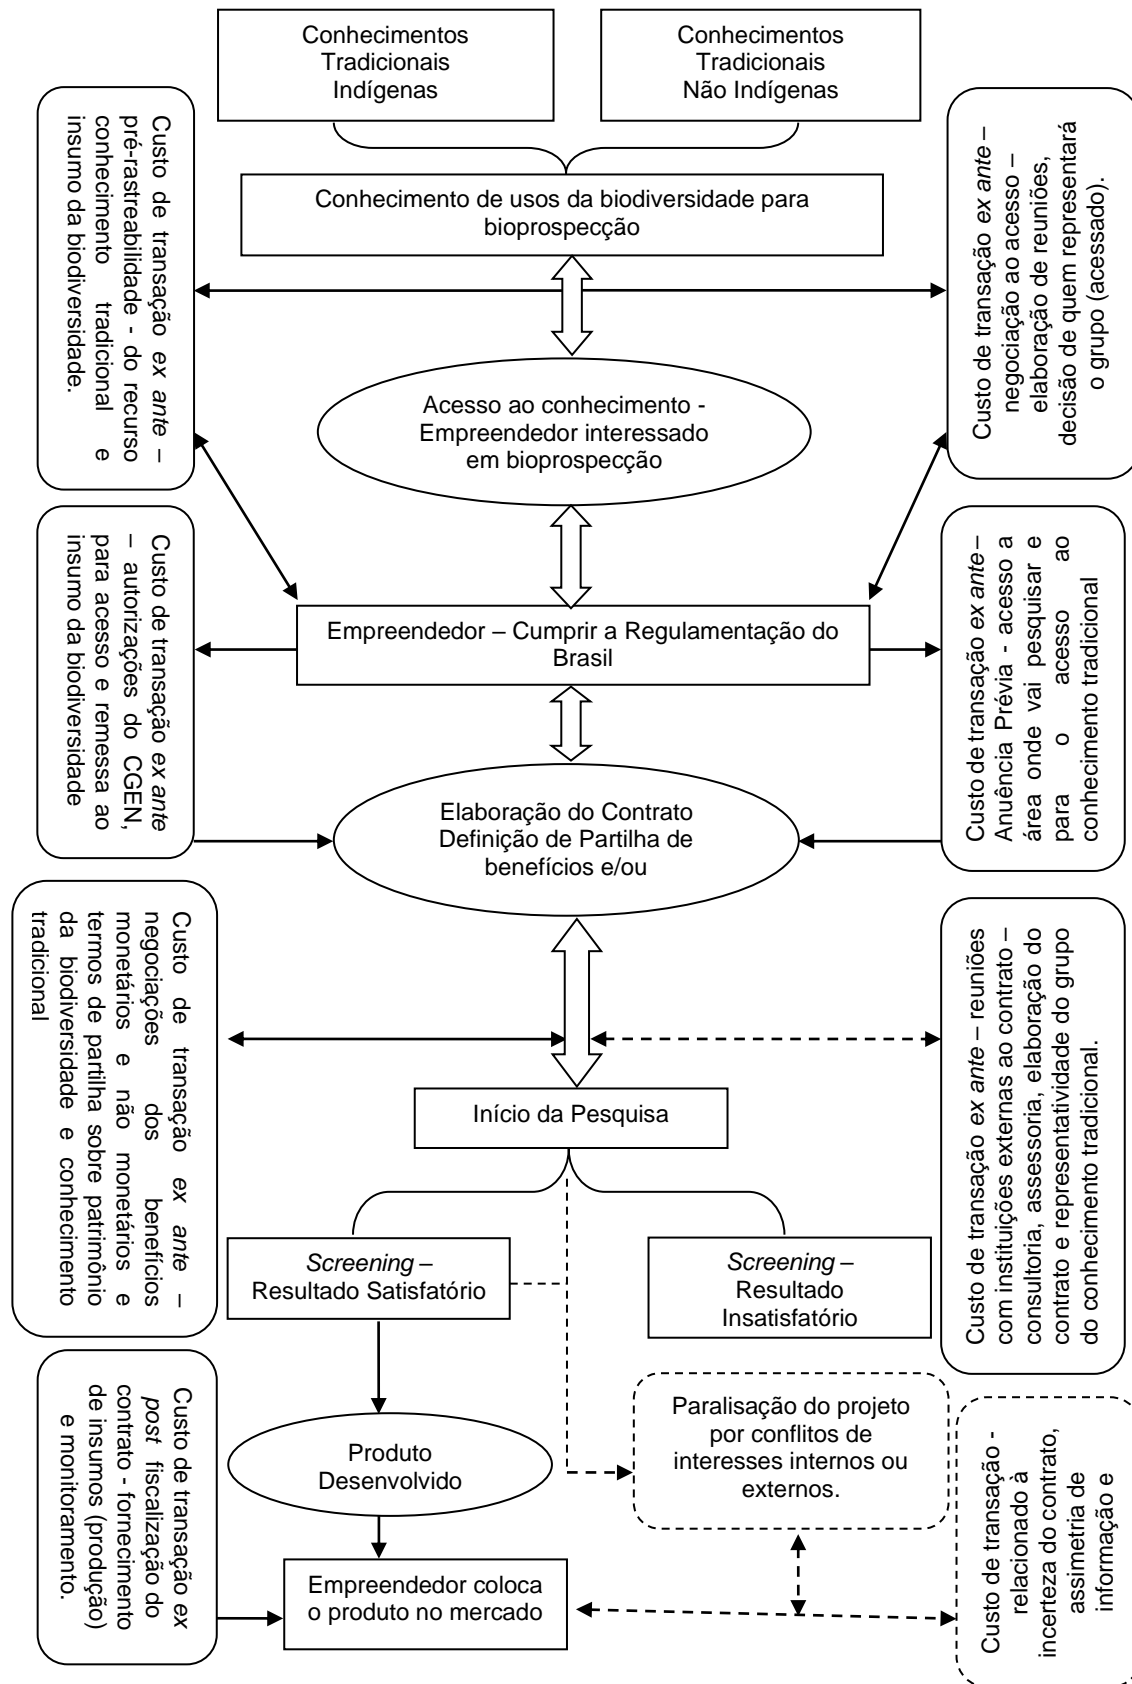 Conhecimentos
Tradicionais
Indígenas
Conhecimentos
Tradicionais
Não Indígenas
Custo de transação ex ante –
pré-rastreabilidade - do recurso
conhecimento tradicional e
insumo da biodiversidade.
Conhecimento de usos da biodiversidade para
bioprospecção
Custo de transação ex ante –
negociação ao acesso –
elaboração de reuniões,
decisão de quem representará
o grupo (acessado).
Acesso ao conhecimento -
Empreendedor interessado
em bioprospecção
Custo de transação ex ante
– autorizações do CGEN,
para acesso e remessa ao
insumo da biodiversidade
Empreendedor – Cumprir a Regulamentação do
Brasil
Custo de transação ex ante–
Anuência Prévia - acesso a
área onde vai pesquisar e
para o acesso ao
conhecimento tradicional
Elaboração do Contrato
Definição de Partilha de
benefícios e/ou
Custo de transação ex ante –
negociações dos benefícios
monetários e não monetários e
termos de partilha sobre patrimônio
da biodiversidade e conhecimento
tradicional
Custo de transação ex ante – reuniões
com instituições externas ao contrato –
consultoria, assessoria, elaboração do
contrato e representatividade do grupo
do conhecimento tradicional.
Início da Pesquisa
Screening –
Resultado Satisfatório
Screening –
Resultado
Insatisfatório
Custo de transação ex
post fiscalização do
contrato - fornecimento
de insumos (produção)
e monitoramento.
Produto
Desenvolvido
Paralisação do projeto
por conflitos de
interesses internos ou
externos.
Custo de transação -
relacionado à
incerteza do contrato,
assimetria de
informação e
Empreendedor coloca
o produto no mercado